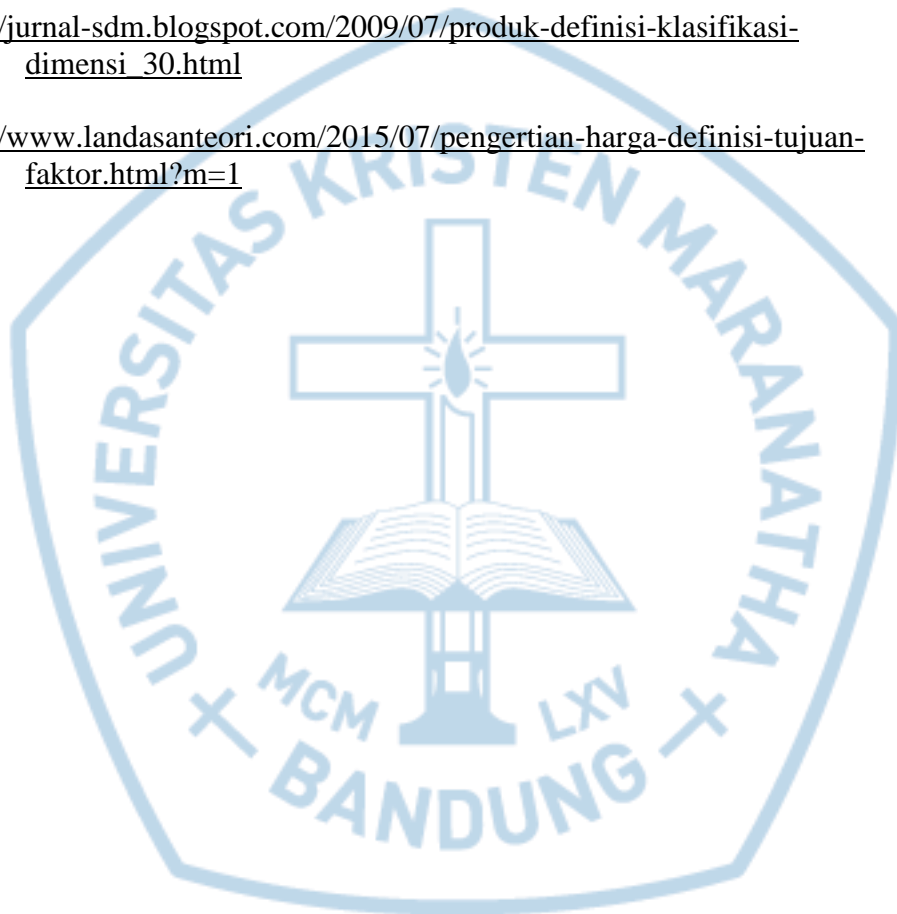 /jurnal-sdm.blogspot.com/2009/07/produk-definisi-klasifikasi-
dimensi_30.html
/www.landasanteori.com/2015/07/pengertian-harga-definisi-tujuan-
faktor.html?m=1
UNIVERSITAS KRISTEN MARANATHA
MCM LXV
BANDUNG